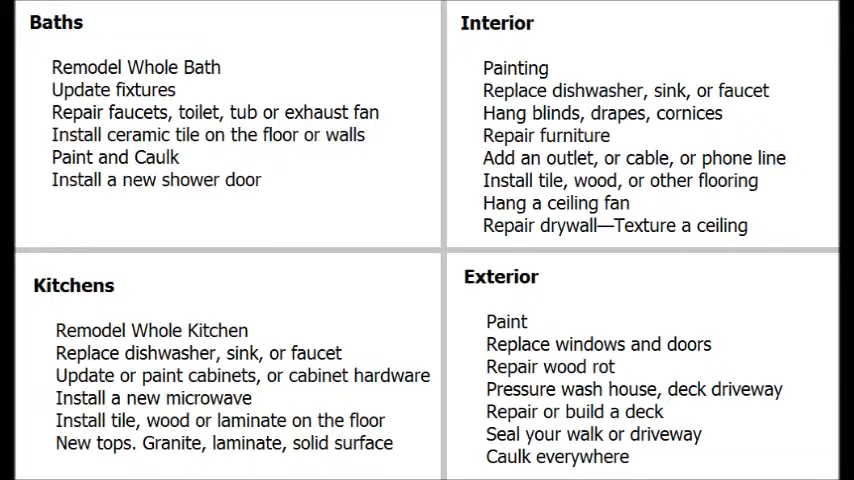 Baths
Remodel Whole Bath
Update fixtures
Repair faucets, toilet, tub or exhaust fan
Install ceramic tile on the floor or walls
Paint and Caulk
Install a new shower door
Interior
Painting
Replace dishwasher, sink, or faucet
Hang blinds, drapes, cornices
Repair furniture
Add an outlet, or cable, or phone line
Install tile, wood, or other flooring
Hang a ceiling fan
Repair drywall—Texture a ceiling
Kitchens
Remodel Whole Kitchen
Replace dishwasher, sink, or faucet
Update or paint cabinets, or cabinet hardware
Install a new microwave
Install tile, wood or laminate on the floor
New tops. Granite, laminate, solid surface
Exterior
Paint
Replace windows and doors
Repair wood rot
Pressure wash house, deck driveway
Repair or build a deck
Seal your walk or driveway
Caulk everywhere